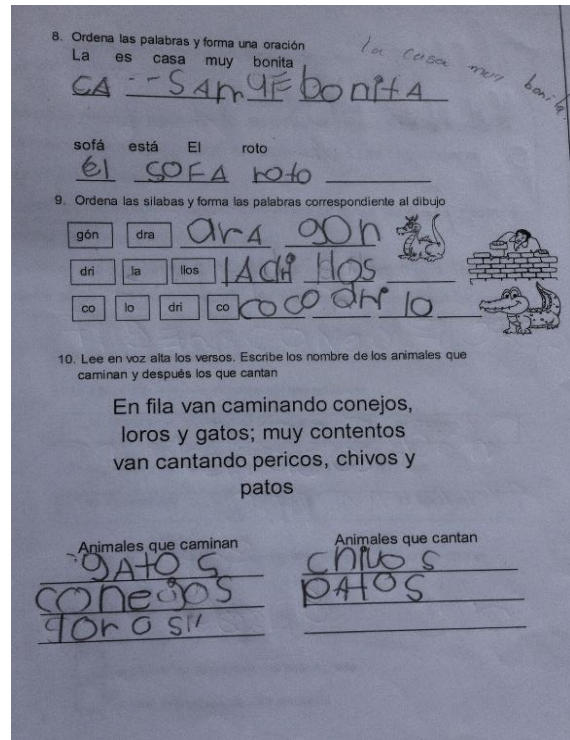 8. Ordena las palabras y forma una oración
La es casa muy bonita
la casa muy bonita
CA -- SAmUE bonitA
sofá está El roto
El SOFA roto
9. Ordena las silabas y forma las palabras correspondiente al dibujo
gón dra ArA gon
dri la llos lAdri llos
co lo dri co coco dri lo
10. Lee en voz alta los versos. Escribe los nombre de los animales que
caminan y después los que cantan
En fila van caminando conejos,
loros y gatos; muy contentos
van cantando pericos, chivos y
patos
Animales que caminan
gAtOS
conejos
loros
Animales que cantan
chivos
pAtOS